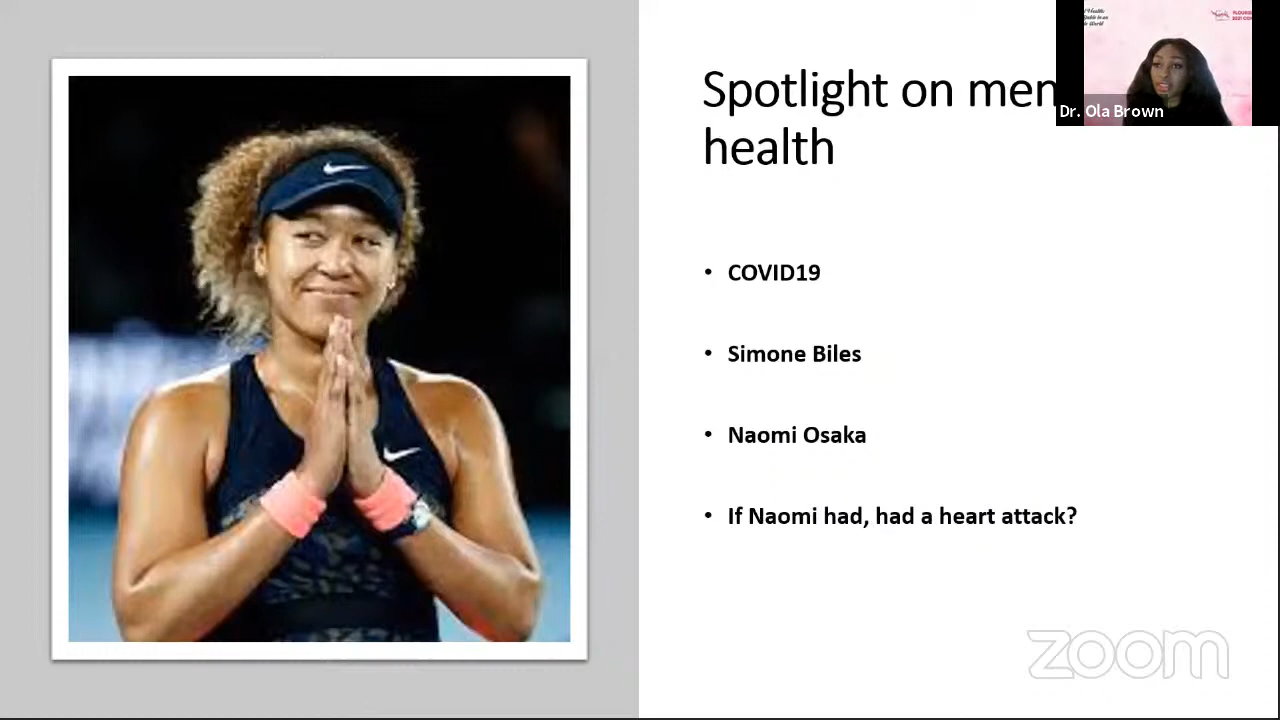 Spotlight on men
health
• COVID19
• Simone Biles
• Naomi Osaka
• If Naomi had, had a heart attack?
Dr. Ola Brown
zoom